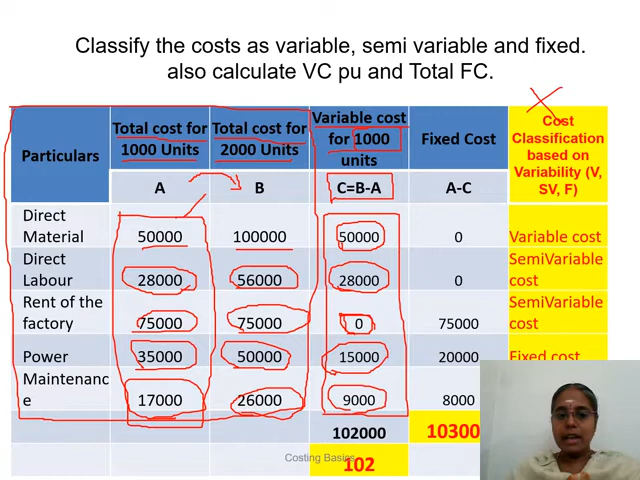 Classify the costs as variable, semi variable and fixed.
also calculate VC pu and Total FC.
Particulars
Total cost for
1000 Units
Total cost for
2000 Units
Variable cost
for 1000
units
Fixed Cost
Cost
Classification
based on
Variability (V,
SV, F)
A
B
C=B-A
A-C
Direct
Material
50000
100000
50000
0
Variable cost
Direct
Labour
28000
56000
28000
0
SemiVariable
cost
Rent of the
factory
75000
75000
0
75000
SemiVariable
cost
Power
35000
50000
15000
20000
Fixed cost
Maintenanc
e
17000
26000
9000
8000
102000
10300
Costing Basics
102